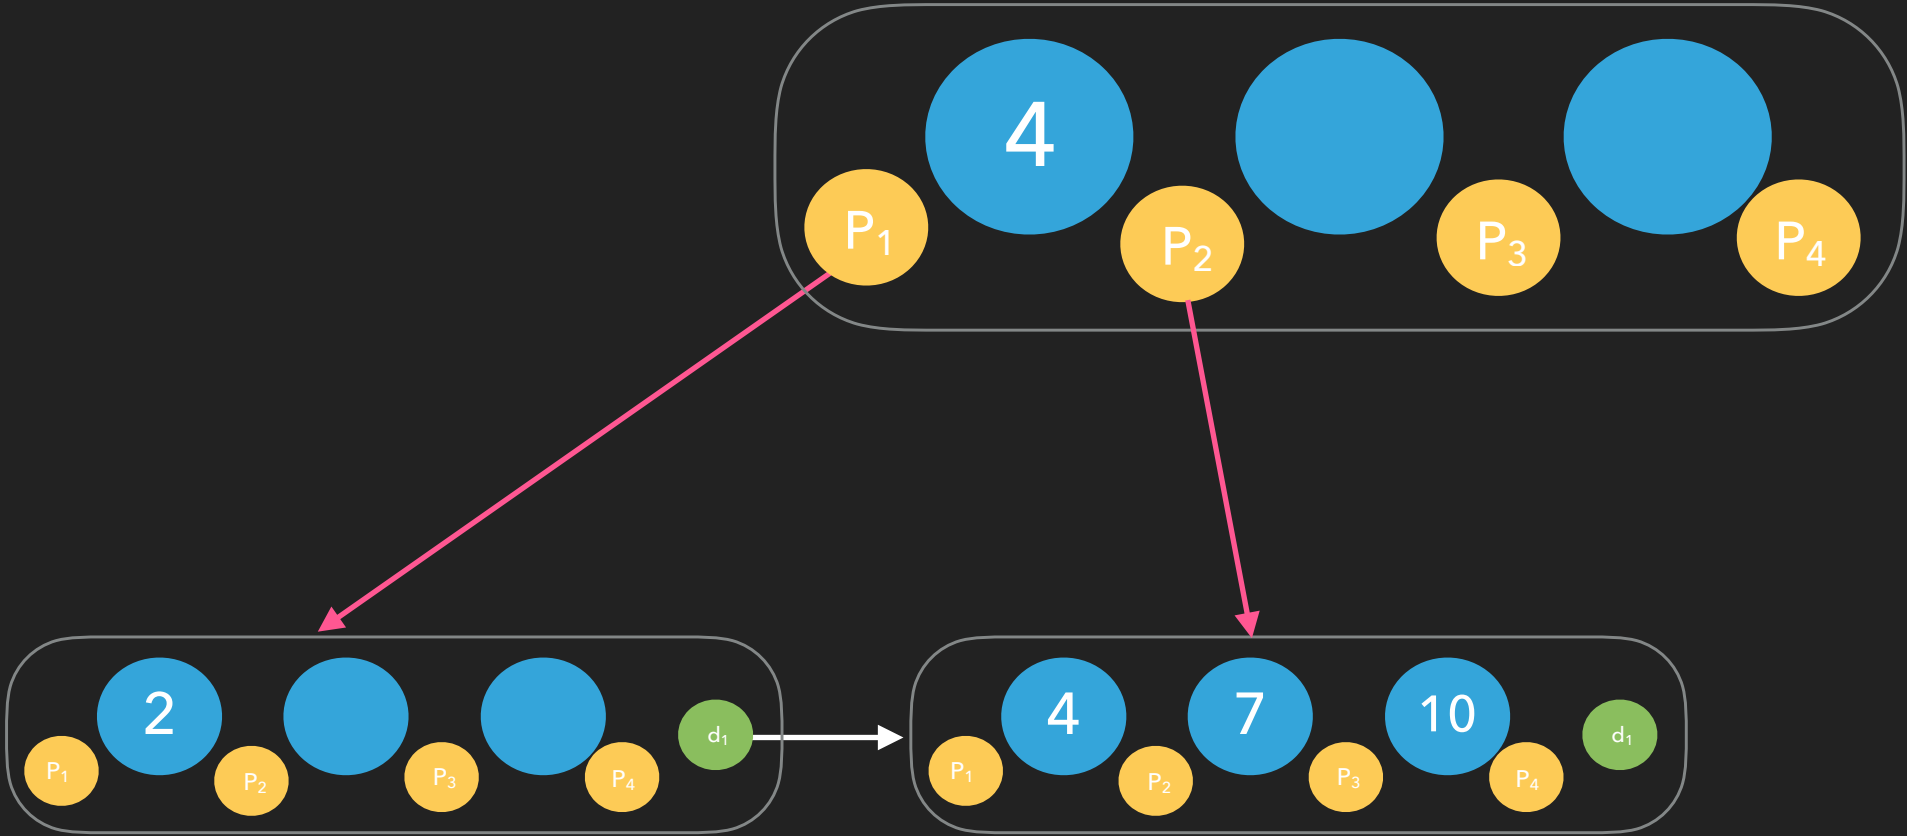 4
P₁ P₂ P₃ P₄
2 4 7 10
d₁ d₁
P₁ P₂ P₃ P₄ P₁ P₂ P₃ P₄